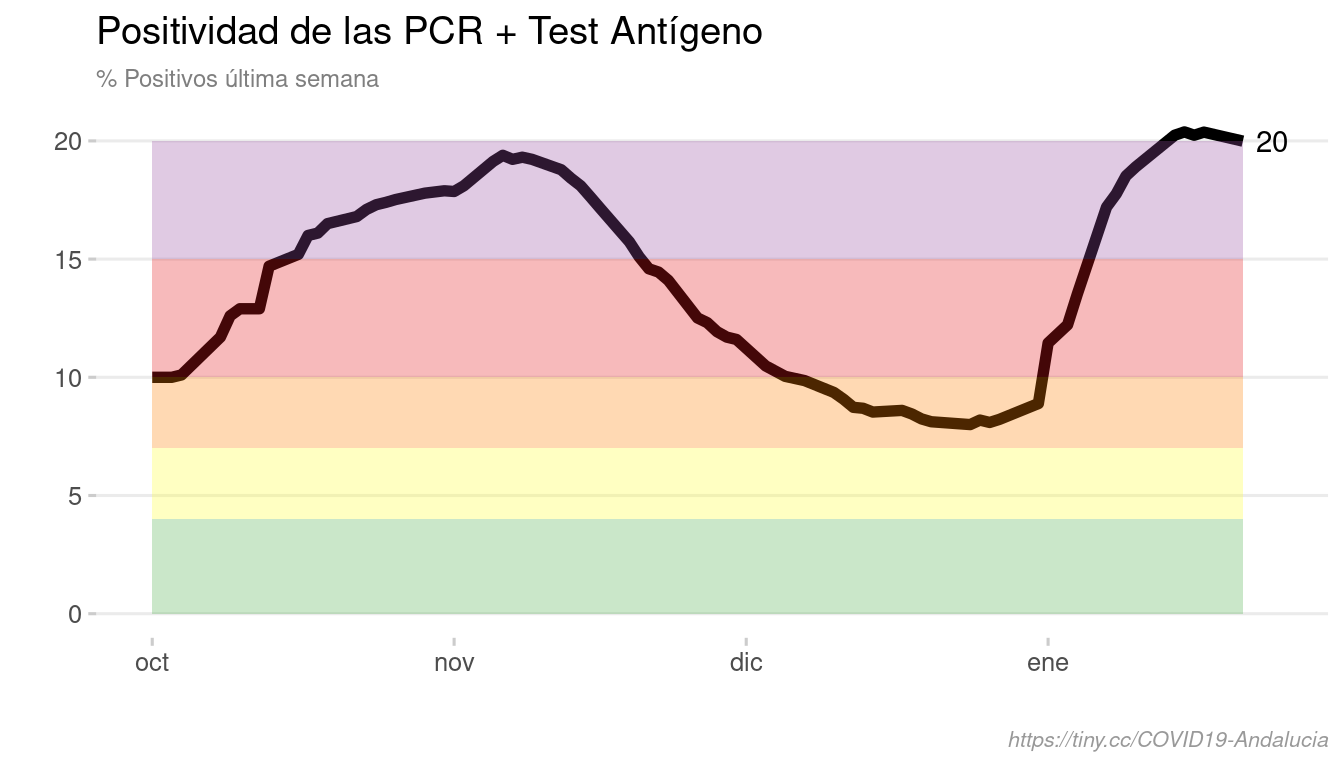 Positividad de las PCR + Test Antígeno
% Positivos última semana
20
20
15
10
5
0
oct nov dic ene
https://tiny.cc/COVID19-Andalucia